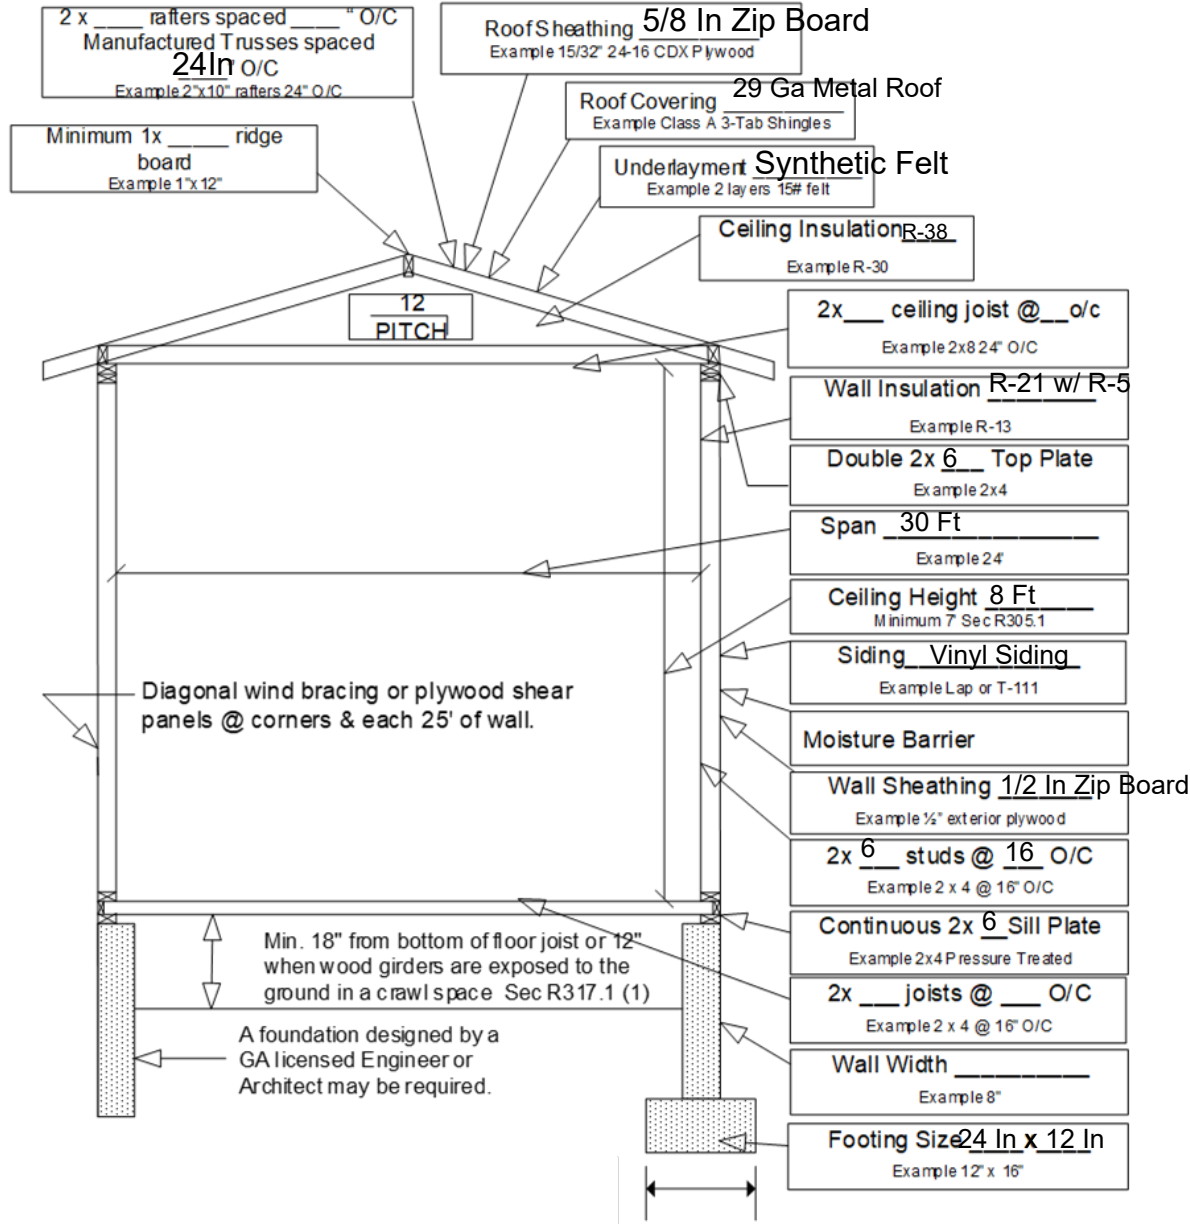 2 x ____ rafters spaced ____ " O/C
Manufactured Trusses spaced
24In" O/C
Example 2"x10" rafters 24" O/C
Roof Sheathing 5/8 In Zip Board
Example 15/32" 24-16 CDX Plywood
Roof Covering 29 Ga Metal Roof
Example Class A 3-Tab Shingles
Minimum 1x _____ ridge
board
Example 1"x12"
Underlayment Synthetic Felt
Example 2 layers 15# felt
Ceiling Insulation R-38
Example R-30
12
PITCH
2x___ ceiling joist @__o/c
Example 2x8 24" O/C
Wall Insulation R-21 w/ R-5
Example R-13
Double 2x 6__ Top Plate
Example 2x4
Span 30 Ft
Example 24'
Ceiling Height 8 Ft
Minimum 7' Sec R305.1
Siding Vinyl Siding
Example Lap or T-111
Diagonal wind bracing or plywood shear
panels @ corners & each 25' of wall.
Moisture Barrier
Wall Sheathing 1/2 In Zip Board
Example ½" exterior plywood
2x 6 studs @ 16 O/C
Example 2 x 4 @ 16" O/C
Continuous 2x 6 Sill Plate
Example 2x4 Pressure Treated
Min. 18" from bottom of floor joist or 12"
when wood girders are exposed to the
ground in a crawl space Sec R317.1 (1)
2x ___ joists @ ___ O/C
Example 2 x 4 @ 16" O/C
A foundation designed by a
GA licensed Engineer or
Architect may be required.
Wall Width __________
Example 8"
Footing Size 24 In x 12 In
Example 12" x 16"